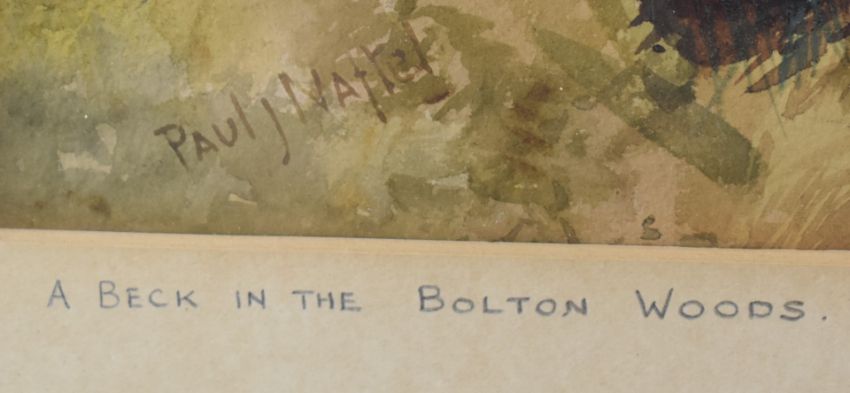 Paul J Naftel
A BECK IN THE BOLTON WOODS.